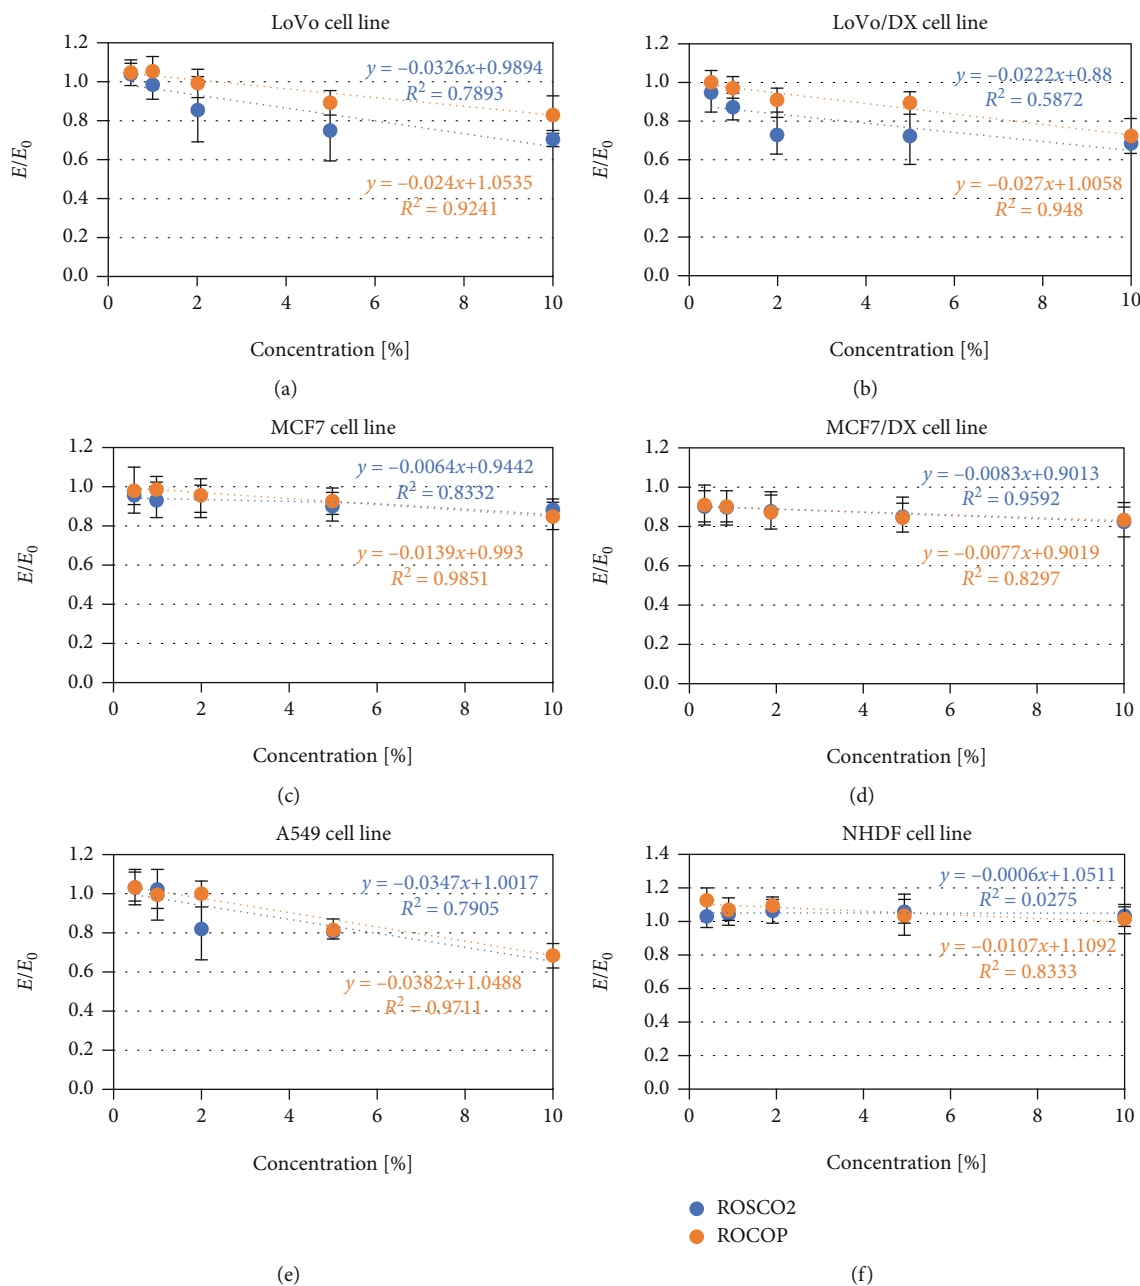 LoVo cell line
1.2
1.0
0.8
0.6
0.4
0.2
0.0
E/E0
y = –0.0326x+0.9894
R2 = 0.7893
y = –0.024x+1.0535
R2 = 0.9241
0 2 4 6 8 10
Concentration [%]
(a)
LoVo/DX cell line
1.2
1.0
0.8
0.6
0.4
0.2
0.0
E/E0
y = –0.0222x+0.88
R2 = 0.5872
y = –0.027x+1.0058
R2 = 0.948
0 2 4 6 8 10
Concentration [%]
(b)
MCF7 cell line
1.2
1.0
0.8
0.6
0.4
0.2
0.0
E/E0
y = –0.0064x+0.9442
R2 = 0.8332
y = –0.0139x+0.993
R2 = 0.9851
0 2 4 6 8 10
Concentration [%]
(c)
MCF7/DX cell line
1.2
1.0
0.8
0.6
0.4
0.2
0.0
E/E0
y = –0.0083x+0.9013
R2 = 0.9592
y = –0.0077x+0.9019
R2 = 0.8297
0 2 4 6 8 10
Concentration [%]
(d)
A549 cell line
1.2
1.0
0.8
0.6
0.4
0.2
0.0
E/E0
y = –0.0347x+1.0017
R2 = 0.7905
y = –0.0382x+1.0488
R2 = 0.9711
0 2 4 6 8 10
Concentration [%]
(e)
NHDF cell line
1.4
1.2
1.0
0.8
0.6
0.4
0.2
0.0
E/E0
y = –0.0006x+1.0511
R2 = 0.0275
y = –0.0107x+1.1092
R2 = 0.8333
0 2 4 6 8 10
Concentration [%]
ROSCO2
ROCOP
(f)